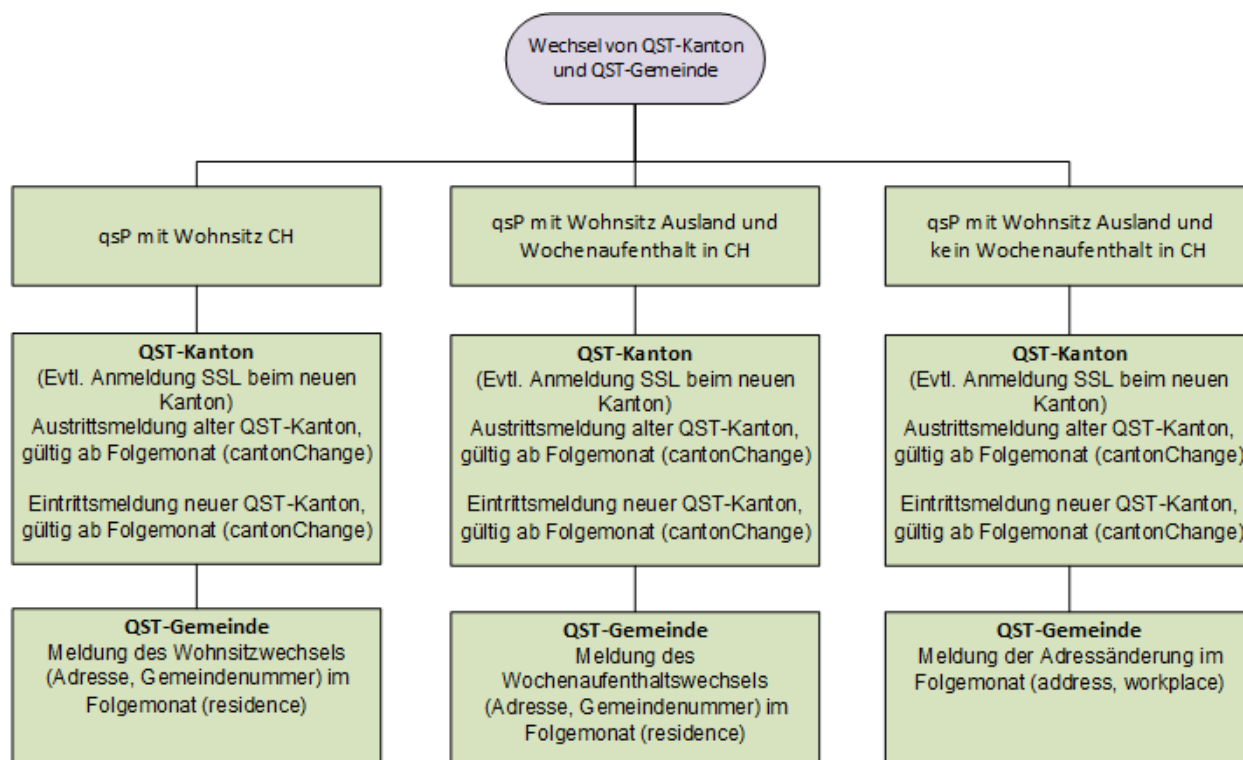 Wechsel von QST-Kanton
und QST-Gemeinde
qsP mit Wohnsitz CH
qsP mit Wohnsitz Ausland und
Wochenaufenthalt in CH
qsP mit Wohnsitz Ausland und
kein Wochenaufenthalt in CH
QST-Kanton
(Evtl. Anmeldung SSL beim neuen
Kanton)
Austrittsmeldung alter QST-Kanton,
gültig ab Folgemonat (cantonChange)
Eintrittsmeldung neuer QST-Kanton,
gültig ab Folgemonat (cantonChange)
QST-Kanton
(Evtl. Anmeldung SSL beim neuen
Kanton)
Austrittsmeldung alter QST-Kanton,
gültig ab Folgemonat (cantonChange)
Eintrittsmeldung neuer QST-Kanton,
gültig ab Folgemonat (cantonChange)
QST-Kanton
(Evtl. Anmeldung SSL beim neuen
Kanton)
Austrittsmeldung alter QST-Kanton,
gültig ab Folgemonat (cantonChange)
Eintrittsmeldung neuer QST-Kanton,
gültig ab Folgemonat (cantonChange)
QST-Gemeinde
Meldung des Wohnsitzwechsels
(Adresse, Gemeindenummer) im
Folgemonat (residence)
QST-Gemeinde
Meldung des
Wochenaufenthaltswechsels
(Adresse, Gemeindenummer) im
Folgemonat (residence)
QST-Gemeinde
Meldung der Adressänderung im
Folgemonat (address, workplace)